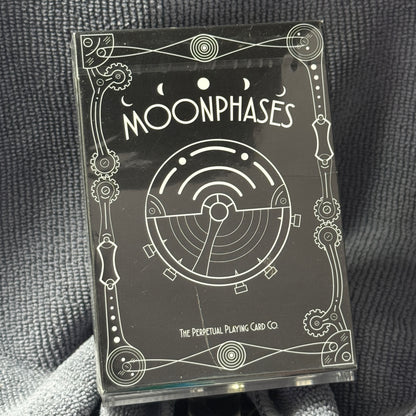 MOONPHASES
THE PERPETUAL PLAYING CARD CO.